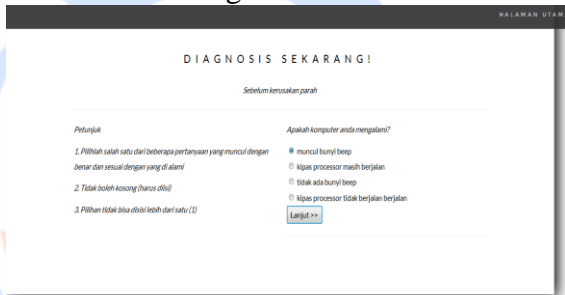 HALAMAN UTAM
DIAGNOSIS SEKARANG!
Sebelum kerusakan parah
Petunjuk
1. Pilihlah salah satu dari beberapa pertanyaan yang muncul dengan
benar dan sesuai dengan yang di alami
2. Tidak boleh kosong (harus diisi)
3. Pilihan tidak bisa diisisi lebih dari satu (1)
Apakah komputer anda mengalami?
muncul bunyi beep
kipas processor masih berjalan
tidak ada bunyi beep
kipas processor tidak berjalan berjalan
Lanjut >>